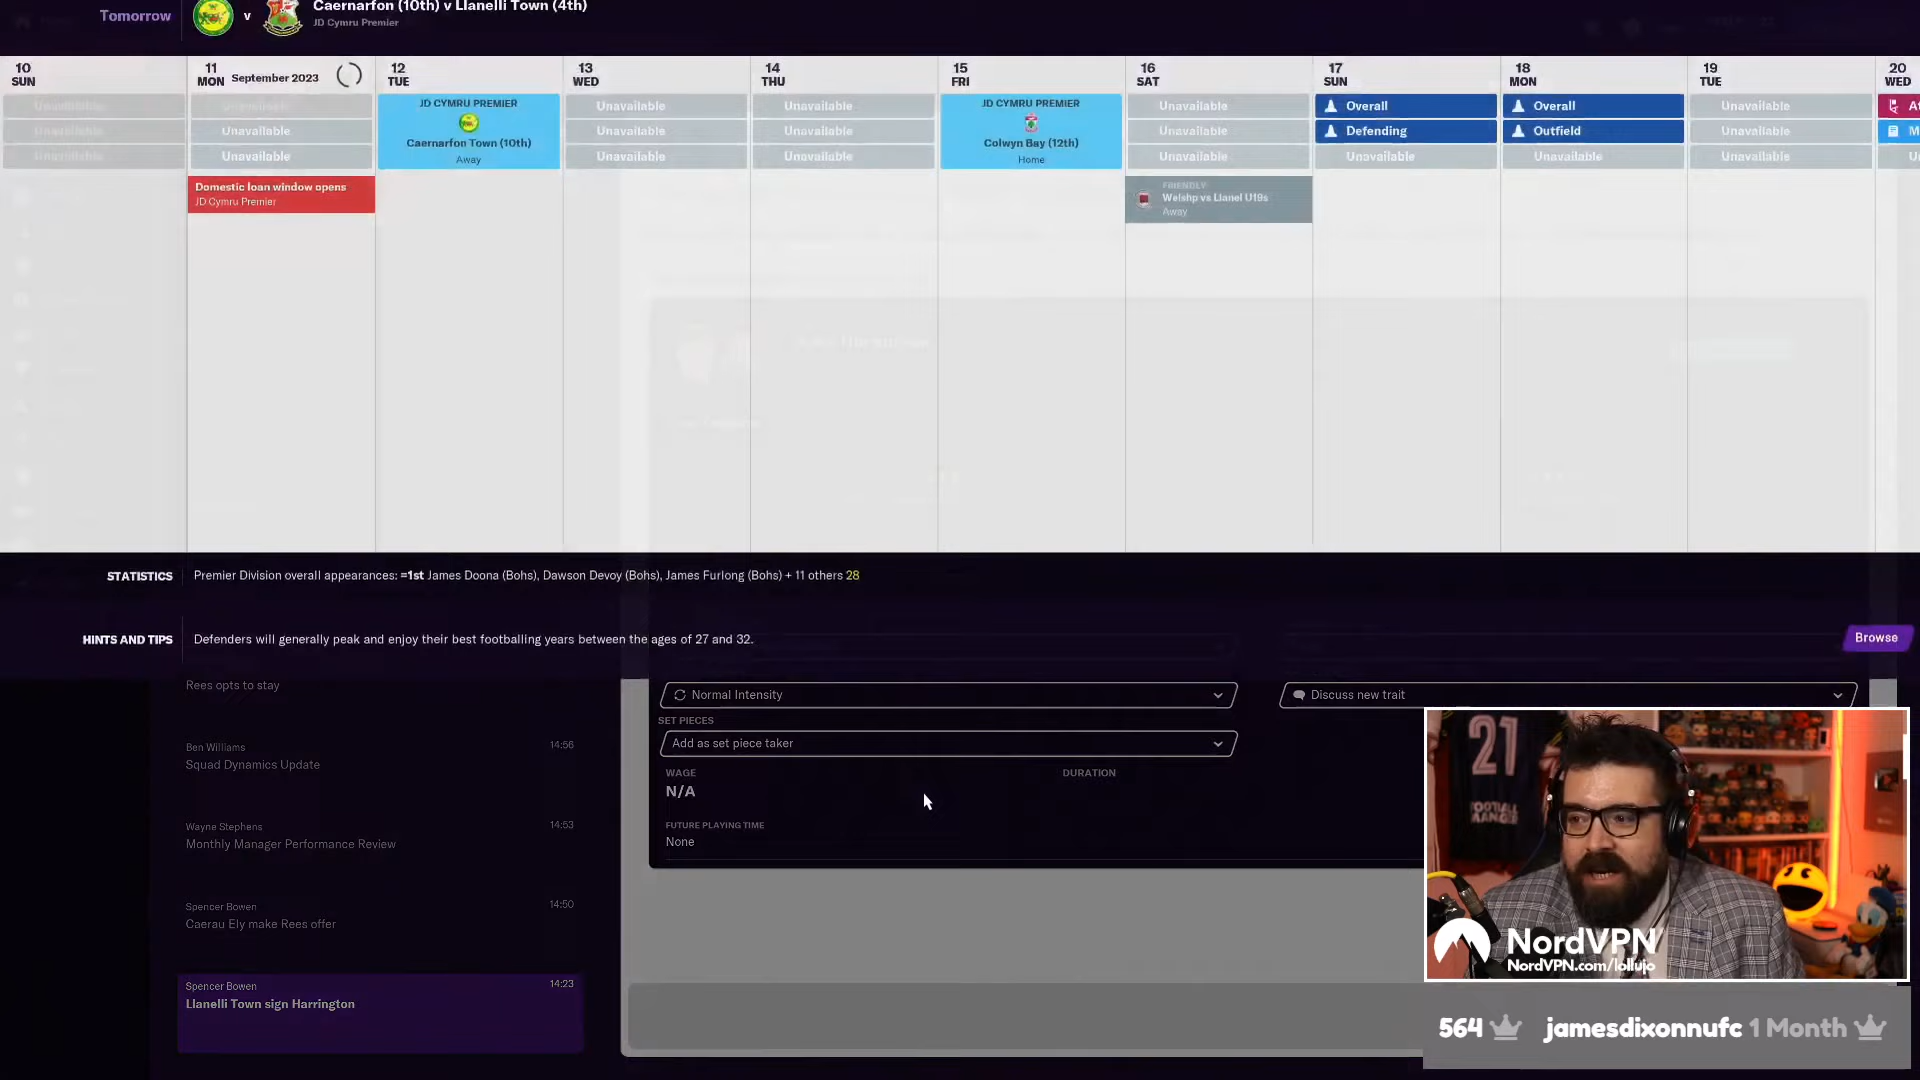 Tomorrow
v
Caernarfon (10th) v Llanelli Town (4th)
JD Cymru Premier
10 SUN
11 MON September 2023
12 TUE
13 WED
14 THU
15 FRI
16 SAT
17 SUN
18 MON
19 TUE
20 WED
Unavailable
Unavailable
Unavailable
Unavailable
Unavailable
Unavailable
JD CYMRU PREMIER
Caernarfon Town (10th)
Away
Unavailable
Unavailable
Unavailable
Unavailable
Unavailable
Unavailable
JD CYMRU PREMIER
Colwyn Bay (12th)
Home
Unavailable
Unavailable
Unavailable
Overall
Defending
Unavailable
Overall
Outfield
Unavailable
Unavailable
Unavailable
Unavailable
Domestic loan window opens
JD Cymru Premier
FRIENDLY
Welshp vs Llanel U19s
Away
STATISTICS
Premier Division overall appearances: =1st James Doona (Bohs), Dawson Devoy (Bohs), James Furlong (Bohs) + 11 others 28
HINTS AND TIPS
Defenders will generally peak and enjoy their best footballing years between the ages of 27 and 32.
Browse
Rees opts to stay
Ben Williams 14:56
Squad Dynamics Update
Wayne Stephens 14:53
Monthly Manager Performance Review
Spencer Bowen 14:50
Caerau Ely make Rees offer
Spencer Bowen 14:23
Llanelli Town sign Harrington
Normal Intensity
Discuss new trait
SET PIECES
Add as set piece taker
WAGE
N/A
DURATION
FUTURE PLAYING TIME
None
21
NordVPN
NordVPN.com/lollujo
564 jamesdixonnufc 1 Month